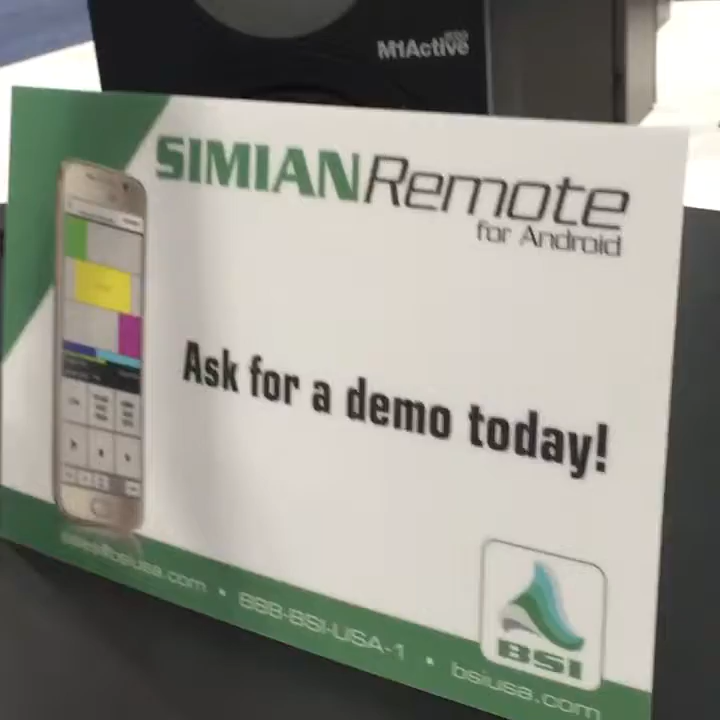 M1Active
SIMIANRemote
for Android
Ask for a demo today!
888-BSI-USA-1 • bsiusa.com
BSI